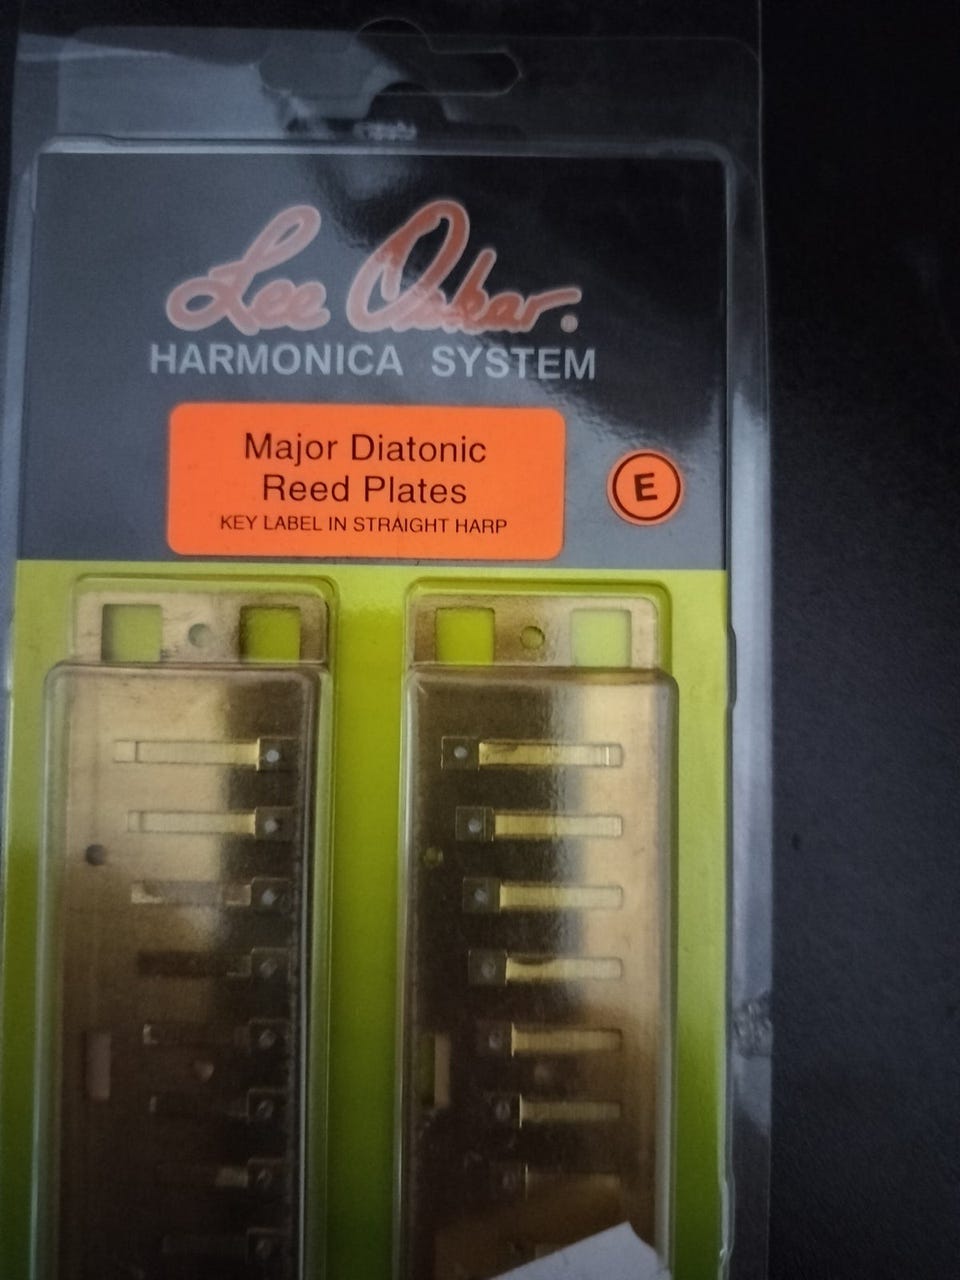 Lee Oskar®
HARMONICA SYSTEM
Major Diatonic
Reed Plates
KEY LABEL IN STRAIGHT HARP
E